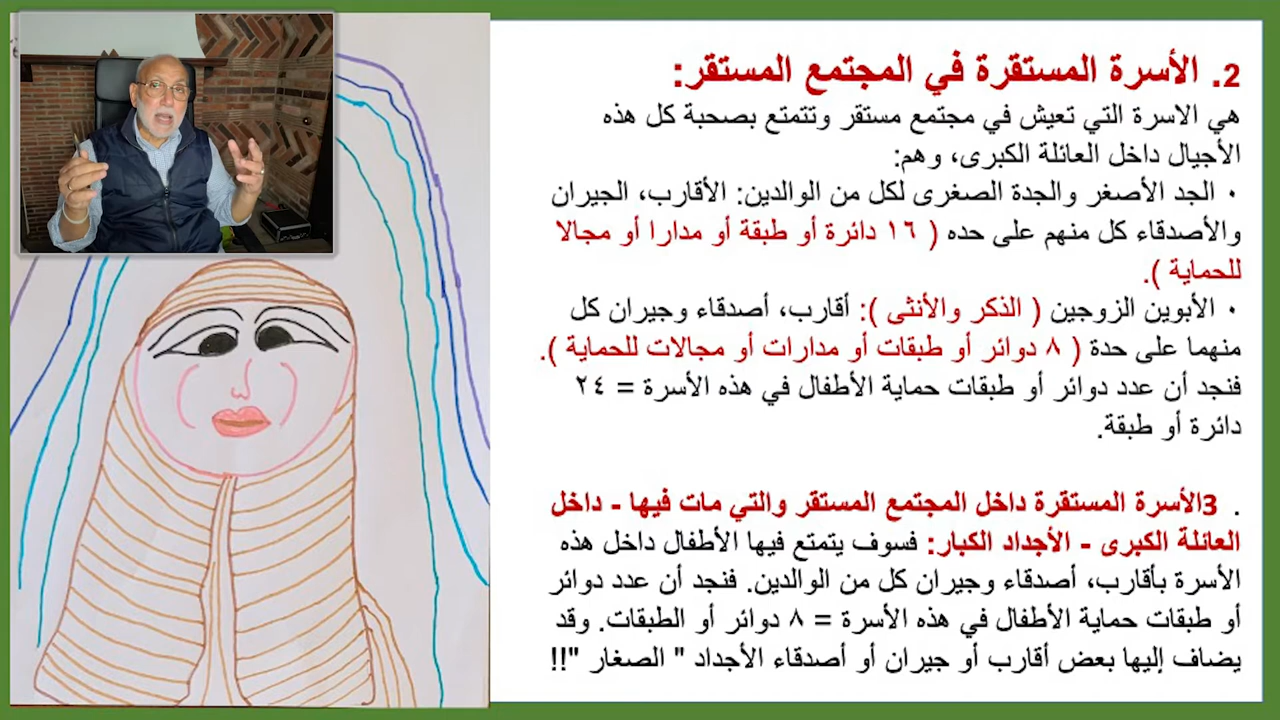 2. الأسرة المستقرة في المجتمع المستقر:
هي الاسرة التي تعيش في مجتمع مستقر وتتمتع بصحبة كل هذه
الأجيال داخل العائلة الكبرى، وهم:
• الجد الأصغر والجدة الصغرى لكل من الوالدين: الأقارب، الجيران
والأصدقاء كل منهم على حده ( ١٦ دائرة أو طبقة أو مدارا أو مجالا
للحماية ).
• الأبوين الزوجين ( الذكر والأنثى ): أقارب، أصدقاء وجيران كل
منهما على حدة ( ٨ دوائر أو طبقات أو مدارات أو مجالات للحماية ).
فنجد أن عدد دوائر أو طبقات حماية الأطفال في هذه الأسرة = ٢٤
دائرة أو طبقة.
. 3الأسرة المستقرة داخل المجتمع المستقر والتي مات فيها - داخل
العائلة الكبرى - الأجداد الكبار: فسوف يتمتع فيها الأطفال داخل هذه
الأسرة بأقارب، أصدقاء وجيران كل من الوالدين. فنجد أن عدد دوائر
أو طبقات حماية الأطفال في هذه الأسرة = ٨ دوائر أو الطبقات. وقد
يضاف إليها بعض أقارب أو جيران أو أصدقاء الأجداد " الصغار "!!